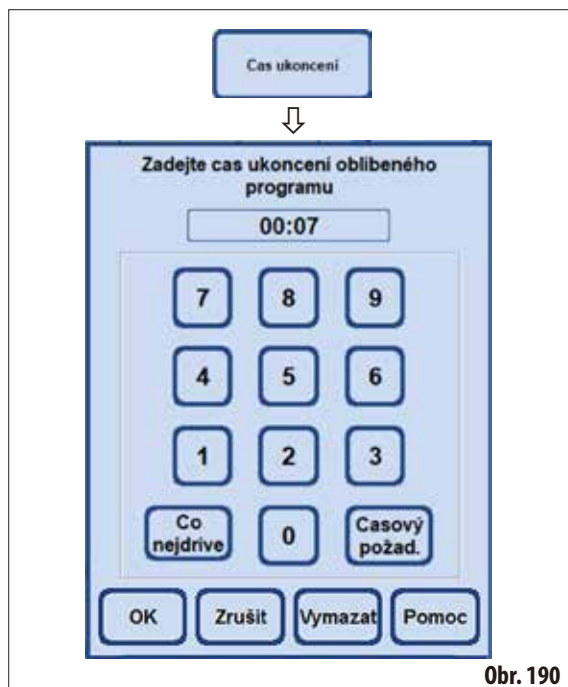 Cas ukoncení
Zadejte cas ukoncení oblíbeného
programu
00:07
7 8 9
4 5 6
1 2 3
Co
nejdrive
0
Casový
požad.
OK Zrušit Vymazat Pomoc
Obr. 190